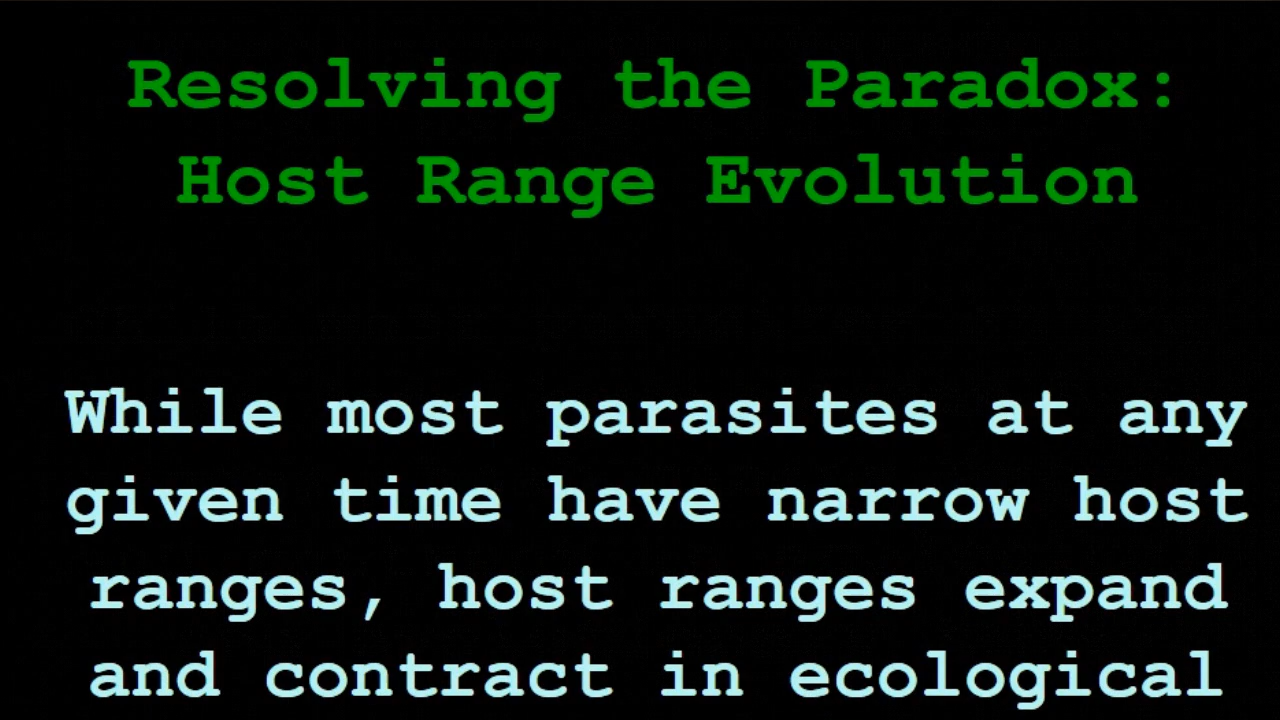 Resolving the Paradox:
Host Range Evolution
While most parasites at any
given time have narrow host
ranges, host ranges expand
and contract in ecological